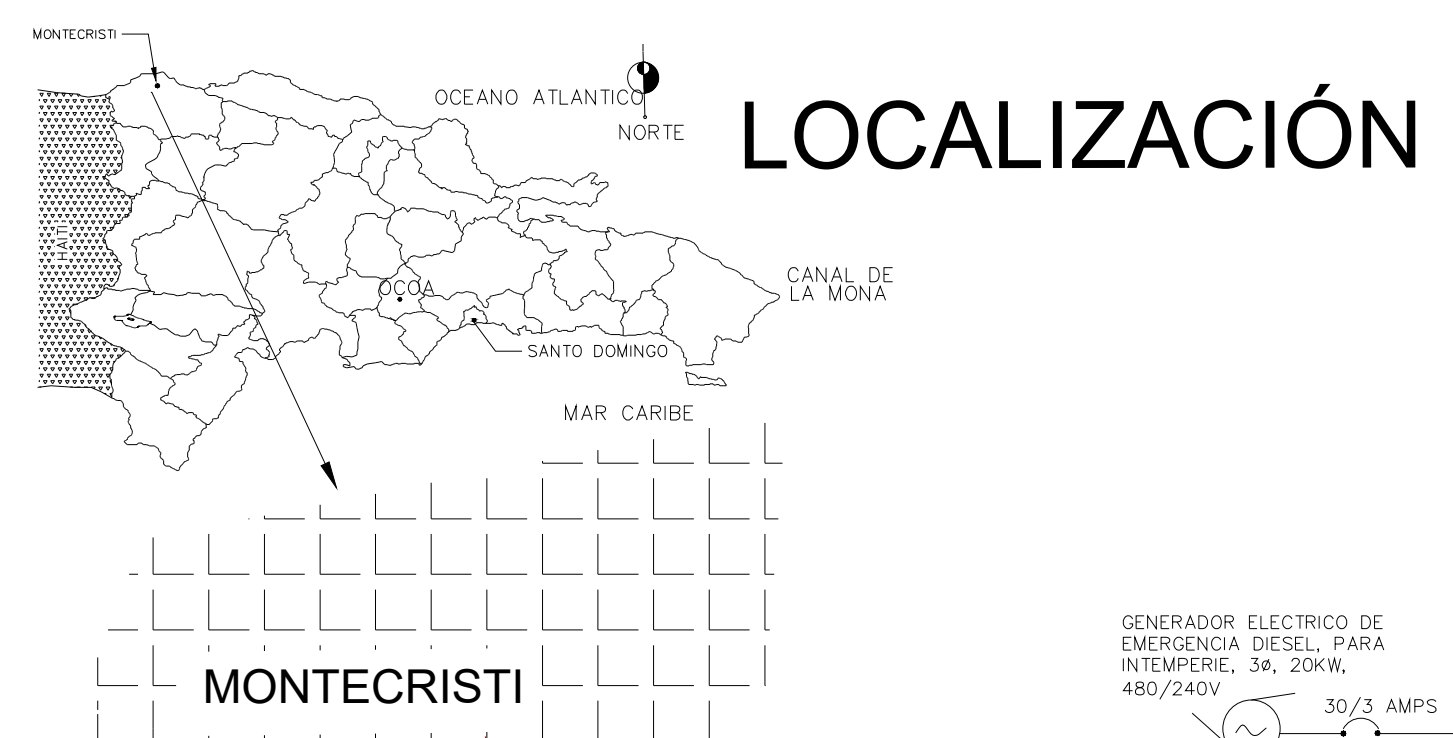 MONTECRISTI
OCEANO ATLANTICO
NORTE
LOCALIZACIÓN
HAITI
OCOA
CANAL DE
LA MONA
SANTO DOMINGO
MAR CARIBE
MONTECRISTI
GENERADOR ELECTRICO DE
EMERGENCIA DIESEL, PARA
INTEMPERIE, 3ø, 20KW,
480/240V
30/3 AMPS